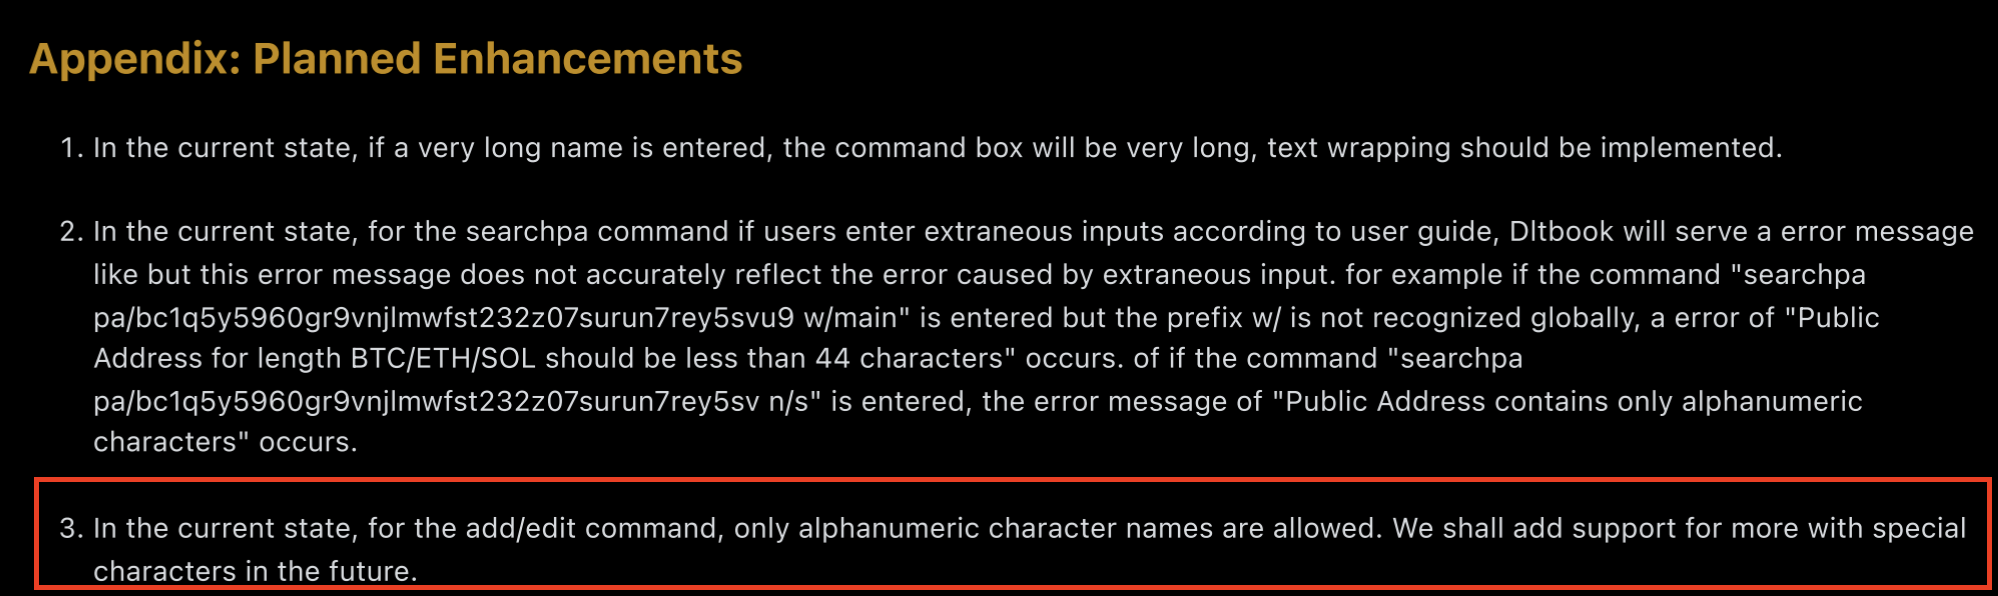 Appendix: Planned Enhancements
1. In the current state, if a very long name is entered, the command box will be very long, text wrapping should be implemented.
2. In the current state, for the searchpa command if users enter extraneous inputs according to user guide, Dltbook will serve a error message
like but this error message does not accurately reflect the error caused by extraneous input. for example if the command "searchpa
pa/bc1q5y5960gr9vnjlmwfst232z07surun7rey5svu9 w/main" is entered but the prefix w/ is not recognized globally, a error of "Public
Address for length BTC/ETH/SOL should be less than 44 characters" occurs. of if the command "searchpa
pa/bc1q5y5960gr9vnjlmwfst232z07surun7rey5sv n/s" is entered, the error message of "Public Address contains only alphanumeric
characters" occurs.
3. In the current state, for the add/edit command, only alphanumeric character names are allowed. We shall add support for more with special
characters in the future.